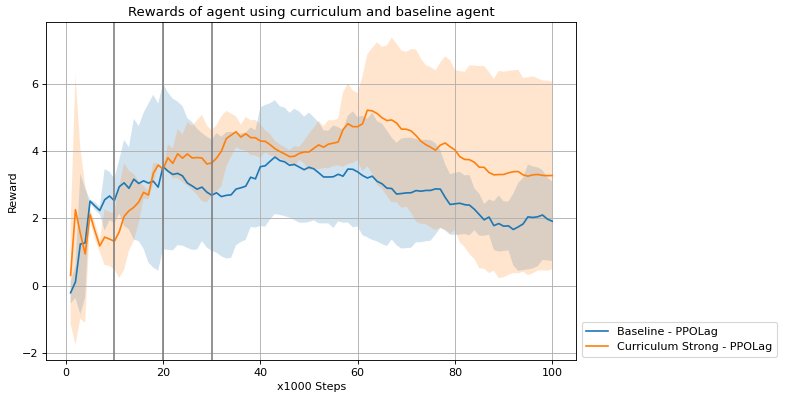 Rewards of agent using curriculum and baseline agent
6
4
2
0
−2
Reward
0 20 40 60 80 100
x1000 Steps
Baseline - PPOLag
Curriculum Strong - PPOLag